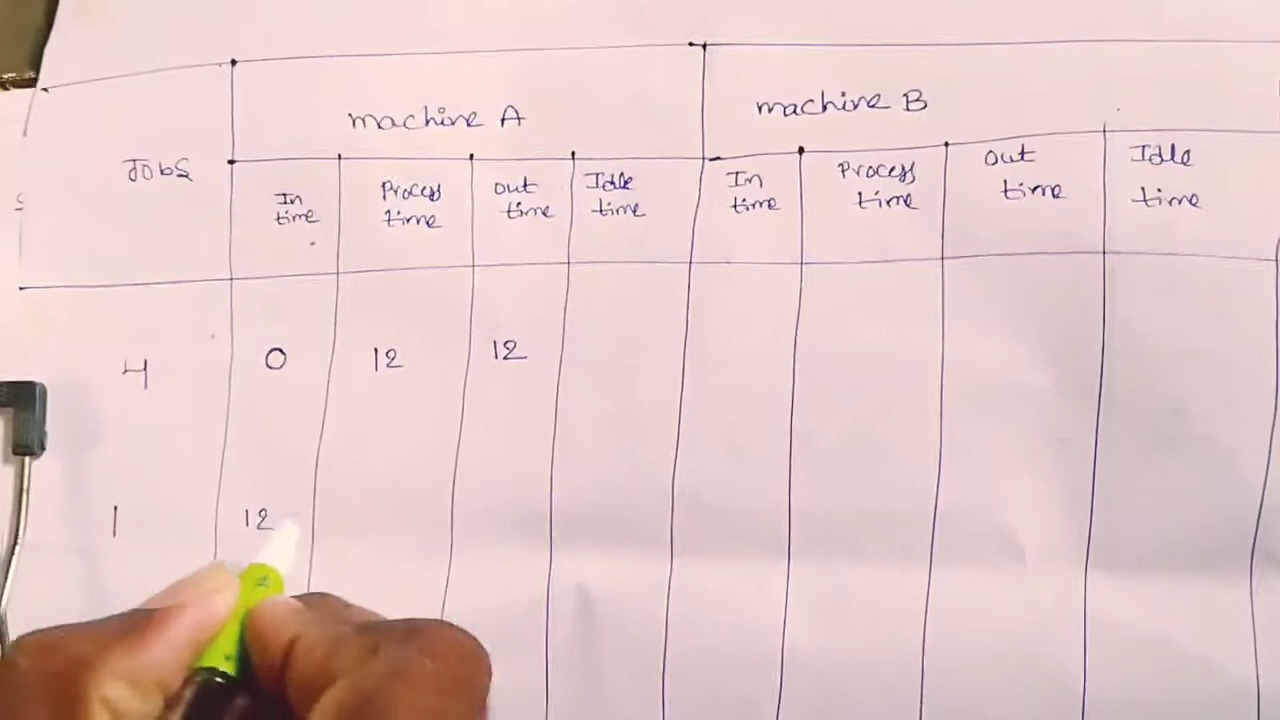 machine A
machine B
Jobs
In time
Process time
out time
Idle time
In time
Process time
out time
Idle time
4 0 12 12
1 12